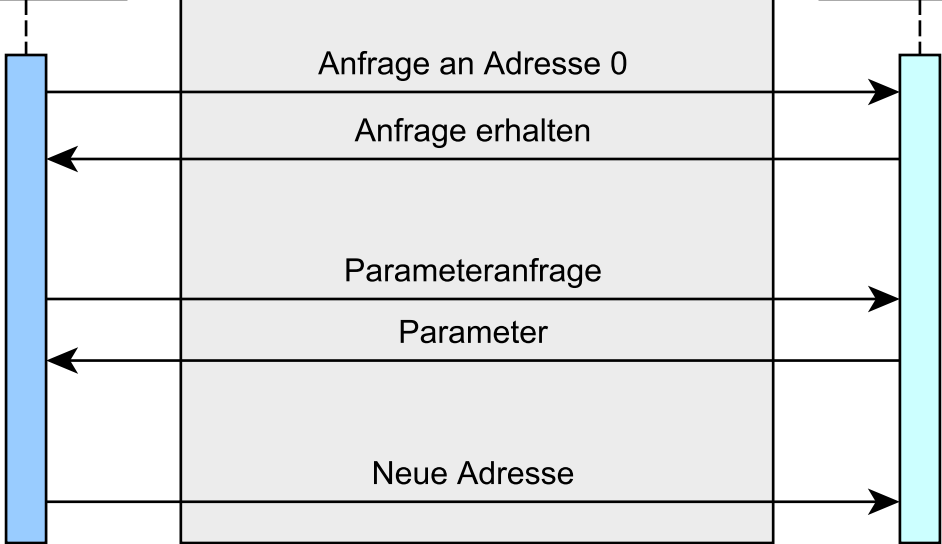 Anfrage an Adresse 0
Anfrage erhalten
Parameteranfrage
Parameter
Neue Adresse